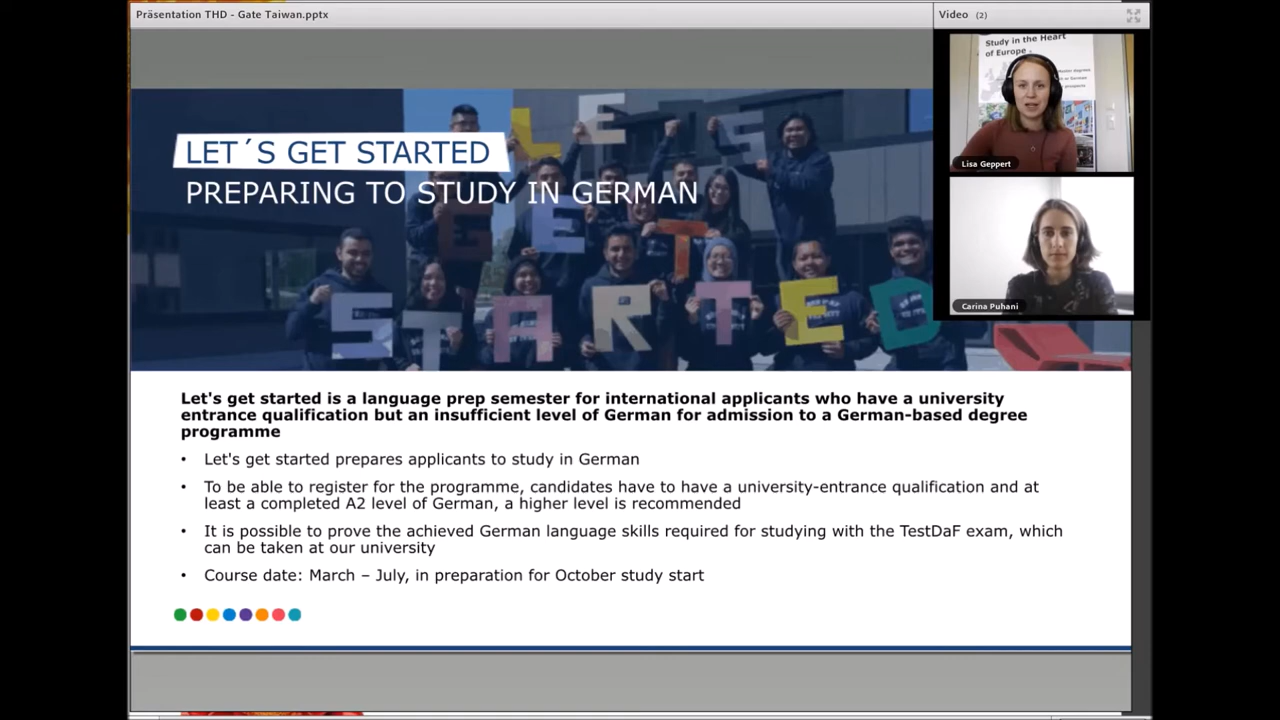 Präsentation THD - Gate Taiwan.pptx
Video (2)
Study in the Heart
of Europe
Lisa Geppert
Carina Puhani
LET´S GET STARTED
PREPARING TO STUDY IN GERMAN
LETS
GET
STARTED
Let's get started is a language prep semester for international applicants who have a university
entrance qualification but an insufficient level of German for admission to a German-based degree
programme
• Let's get started prepares applicants to study in German
• To be able to register for the programme, candidates have to have a university-entrance qualification and at
least a completed A2 level of German, a higher level is recommended
• It is possible to prove the achieved German language skills required for studying with the TestDaF exam, which
can be taken at our university
• Course date: March – July, in preparation for October study start